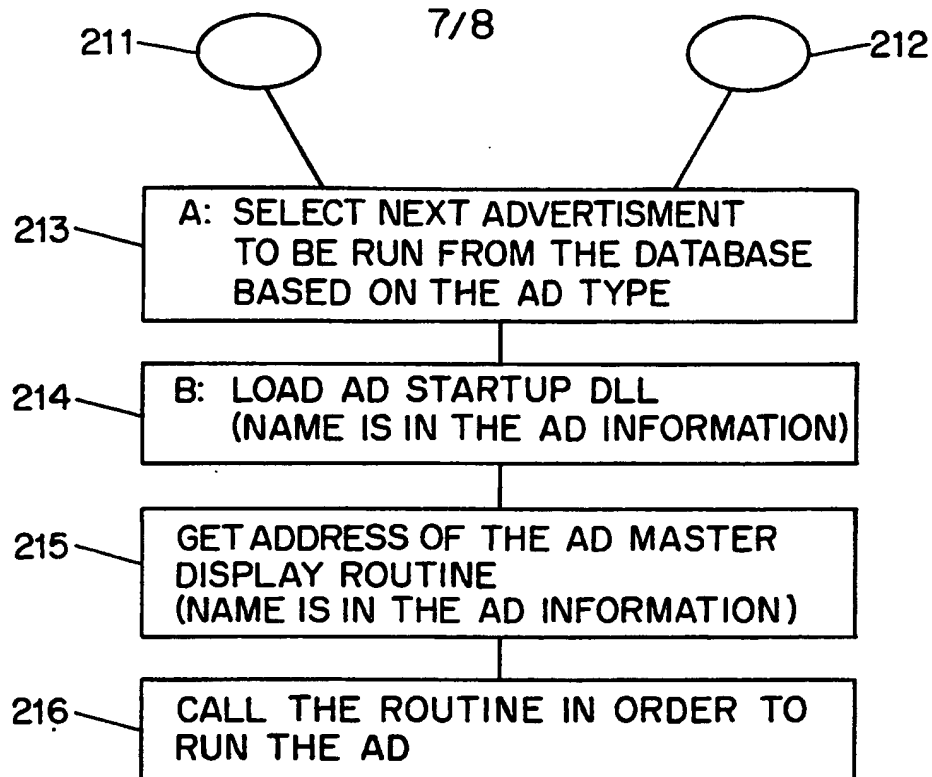 7/8
211
212
213
A: SELECT NEXT ADVERTISMENT
TO BE RUN FROM THE DATABASE
BASED ON THE AD TYPE
214
B: LOAD AD STARTUP DLL
(NAME IS IN THE AD INFORMATION)
215
GET ADDRESS OF THE AD MASTER
DISPLAY ROUTINE
(NAME IS IN THE AD INFORMATION)
216
CALL THE ROUTINE IN ORDER TO
RUN THE AD